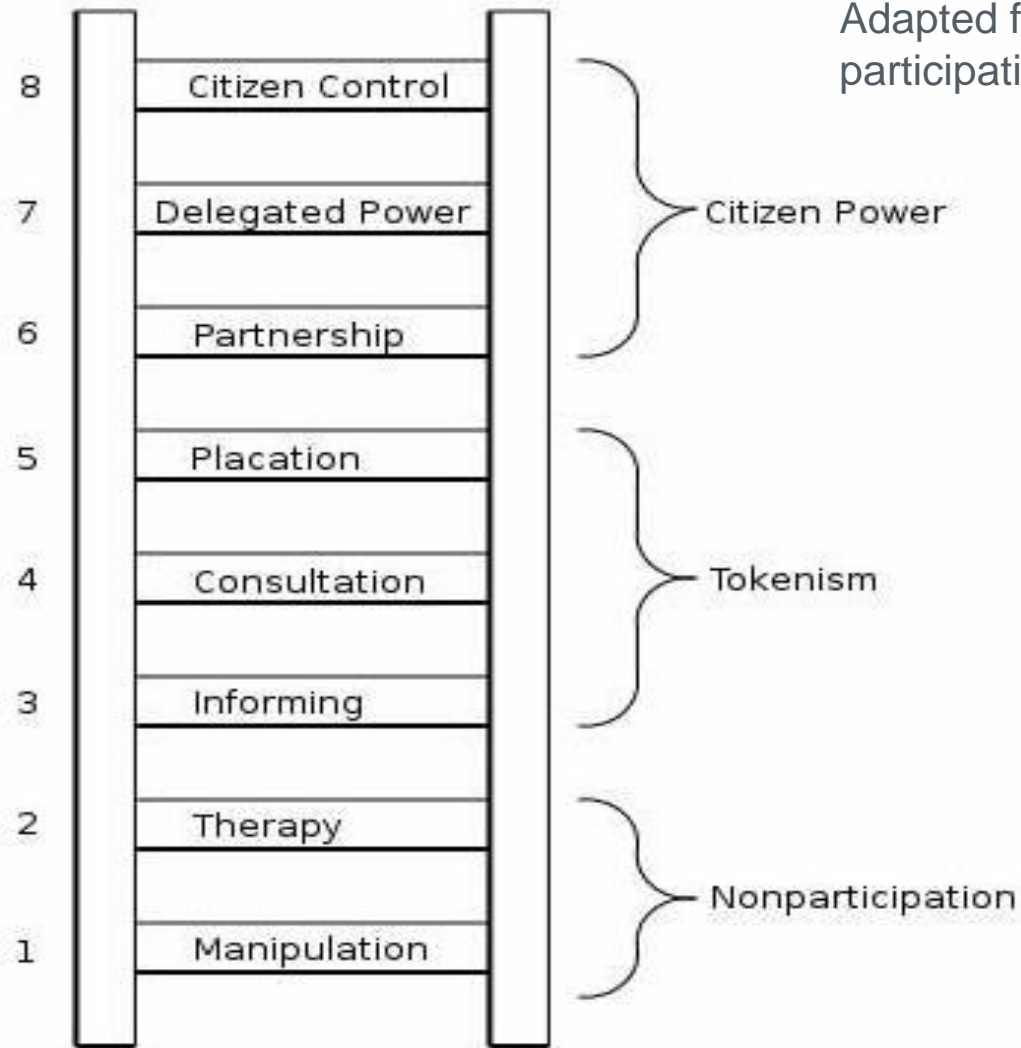 Adapted f
participati
8 Citizen Control
7 Delegated Power
Citizen Power
6 Partnership
5 Placation
4 Consultation
Tokenism
3 Informing
2 Therapy
Nonparticipation
1 Manipulation